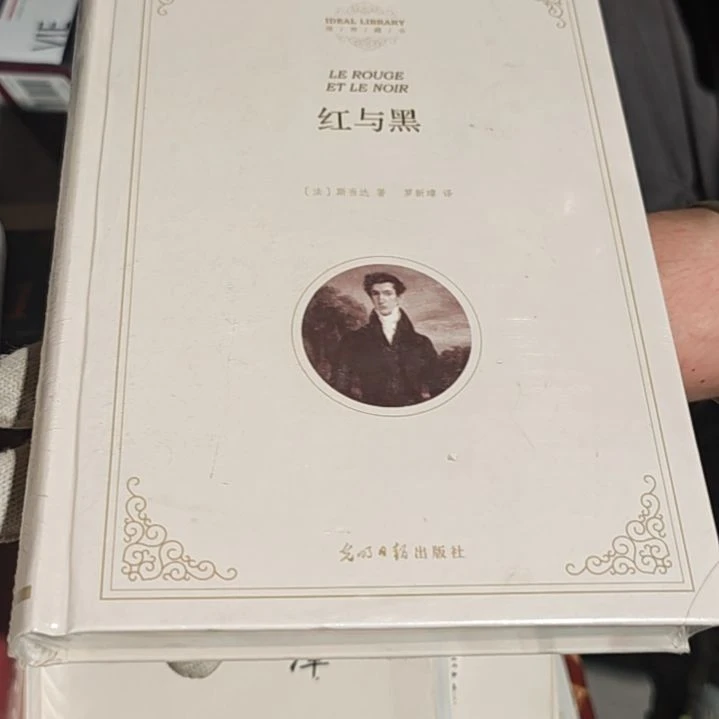 IDEAL LIBRARY
LE ROUGE
ET LE NOIR
红与黑
〔法〕斯当达 著 罗新璋 译
光明日报出版社